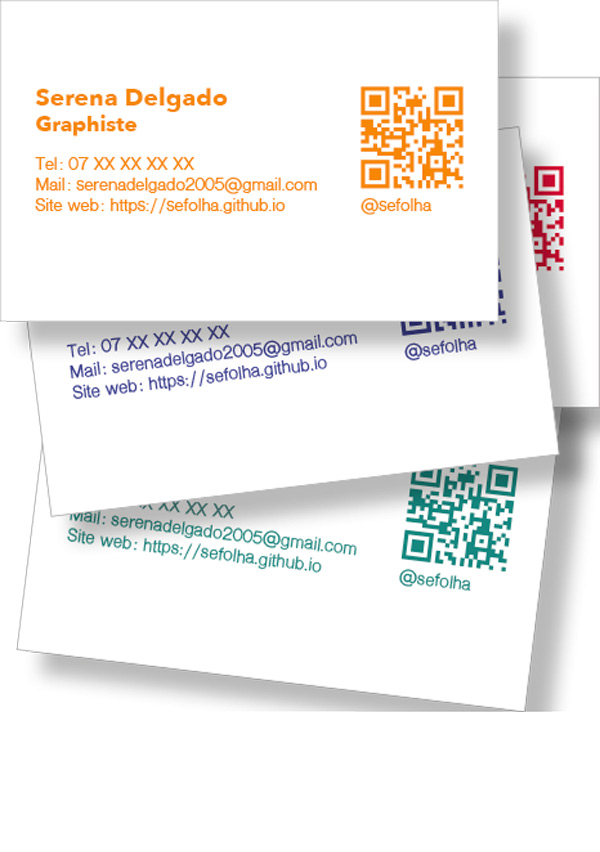 Serena Delgado
Graphiste
Tel: 07 XX XX XX XX
Mail: serenadelgado2005@gmail.com
Site web: https://sefolha.github.io
@sefolha
Tel: 07 XX XX XX XX
Mail: serenadelgado2005@gmail.com
Site web: https://sefolha.github.io
@sefolha
XX XX XX
Mail: serenadelgado2005@gmail.com
Site web: https://sefolha.github.io
@sefolha